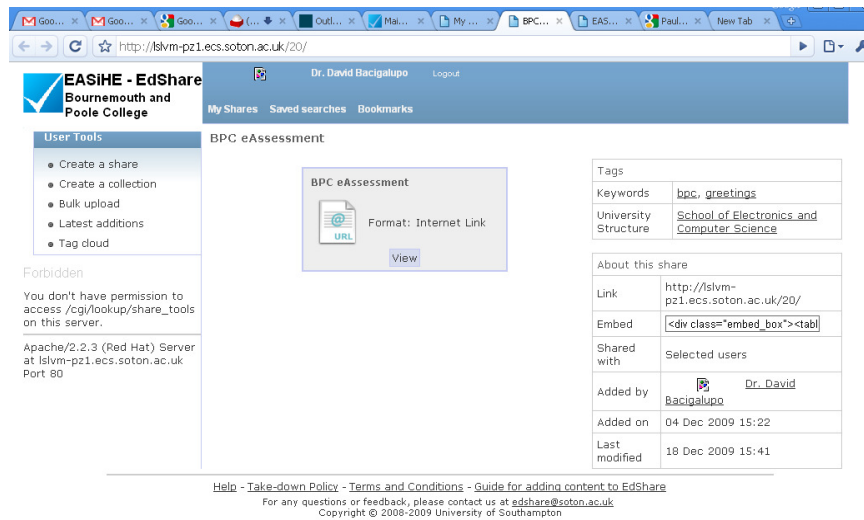 Goo...
Goo...
Goo...
(...
Outl...
Mai...
My ...
BPC...
EAS...
Paul...
New Tab
http://lslvm-pz1.ecs.soton.ac.uk/20/
EASiHE - EdShare
Bournemouth and
Poole College
Dr. David Bacigalupo
Logout
My Shares Saved searches Bookmarks
User Tools
Create a share
Create a collection
Bulk upload
Latest additions
Tag cloud
Forbidden
You don't have permission to
access /cgi/lookup/share_tools
on this server.
Apache/2.2.3 (Red Hat) Server
at lslvm-pz1.ecs.soton.ac.uk
Port 80
BPC eAssessment
BPC eAssessment
@
URL
Format: Internet Link
View
Tags
Keywords bpc, greetings
University
Structure
School of Electronics and
Computer Science
About this share
Link
http://lslvm-
pz1.ecs.soton.ac.uk/20/
Embed <div class="embed_box"><tabl
Shared
with
Selected users
Added by
Dr. David
Bacigalupo
Added on 04 Dec 2009 15:22
Last
modified
18 Dec 2009 15:41
Help - Take-down Policy - Terms and Conditions - Guide for adding content to EdShare
For any questions or feedback, please contact us at edshare@soton.ac.uk
Copyright © 2008-2009 University of Southampton